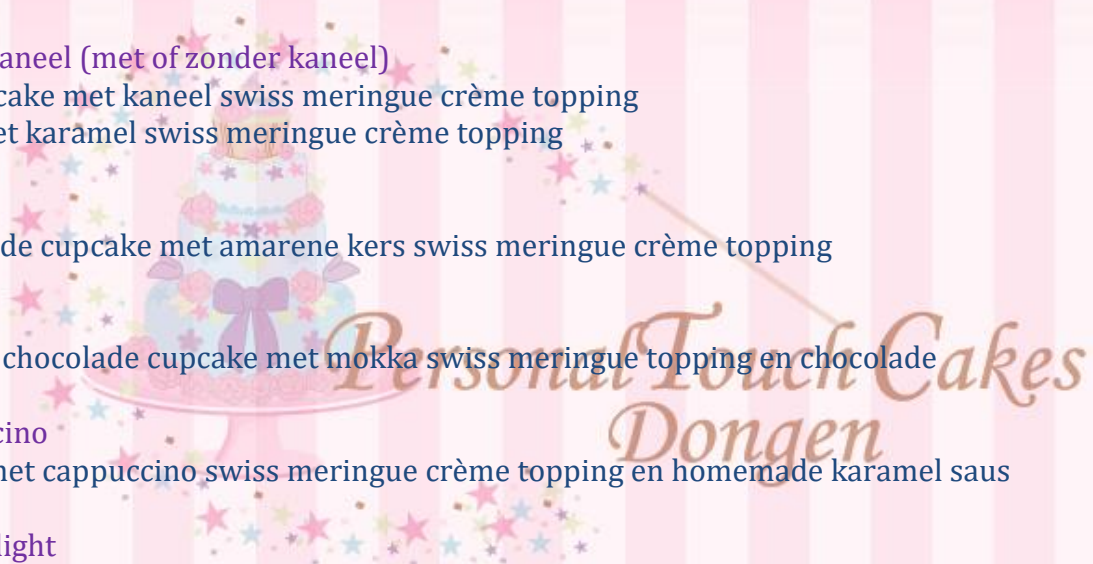 aneel (met of zonder kaneel)
cake met kaneel swiss meringue crème topping
et karamel swiss meringue crème topping
de cupcake met amarene kers swiss meringue crème topping
chocolade cupcake met mokka swiss meringue topping en chocolade
Personal Touch Cakes
Dongen
cino
net cappuccino swiss meringue crème topping en homemade karamel saus
light